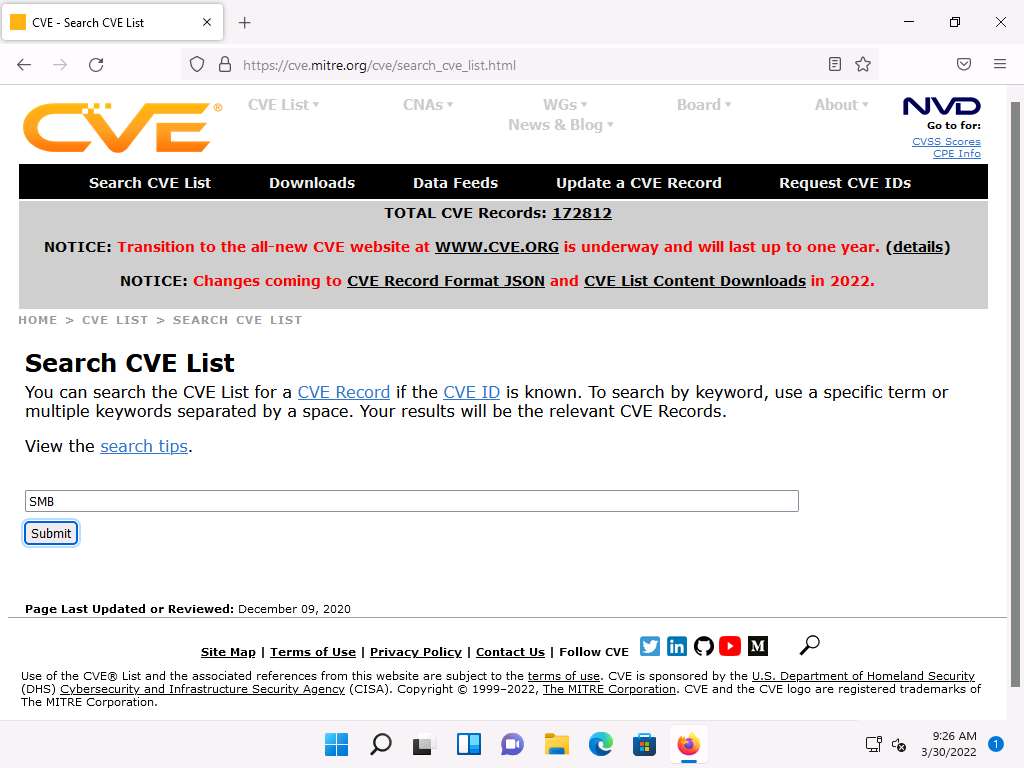 CVE - Search CVE List
https://cve.mitre.org/cve/search_cve_list.html
CVE®
CVE List▾ CNAs▾ WGs▾ Board▾ About▾
News & Blog▾
NVD
Go to for:
CVSS Scores
CPE Info
Search CVE List Downloads Data Feeds Update a CVE Record Request CVE IDs
TOTAL CVE Records: 172812
NOTICE: Transition to the all-new CVE website at WWW.CVE.ORG is underway and will last up to one year. (details)
NOTICE: Changes coming to CVE Record Format JSON and CVE List Content Downloads in 2022.
HOME > CVE LIST > SEARCH CVE LIST
Search CVE List
You can search the CVE List for a CVE Record if the CVE ID is known. To search by keyword, use a specific term or
multiple keywords separated by a space. Your results will be the relevant CVE Records.
View the search tips.
SMB
Submit
Page Last Updated or Reviewed: December 09, 2020
Site Map | Terms of Use | Privacy Policy | Contact Us | Follow CVE
Use of the CVE® List and the associated references from this website are subject to the terms of use. CVE is sponsored by the U.S. Department of Homeland Security
(DHS) Cybersecurity and Infrastructure Security Agency (CISA). Copyright © 1999–2022, The MITRE Corporation. CVE and the CVE logo are registered trademarks of
The MITRE Corporation.
9:26 AM
3/30/2022
1